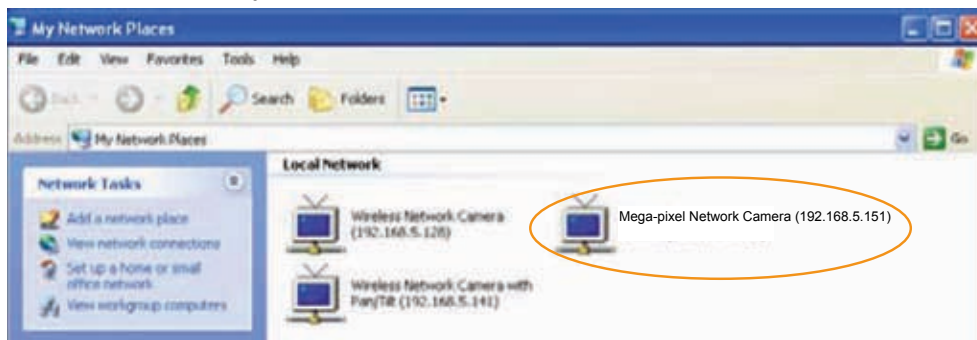 My Network Places
File Edit View Favorites Tools Help
Back Search Folders
Address My Network Places Go
Local Network
Network Tasks
Add a network place
View network connections
Set up a home or small
office network
View workgroup computers
Wireless Network Camera
(192.168.5.128)
Mega-pixel Network Camera (192.168.5.151)
Wireless Network Camera with
Pan/Tilt (192.168.5.141)